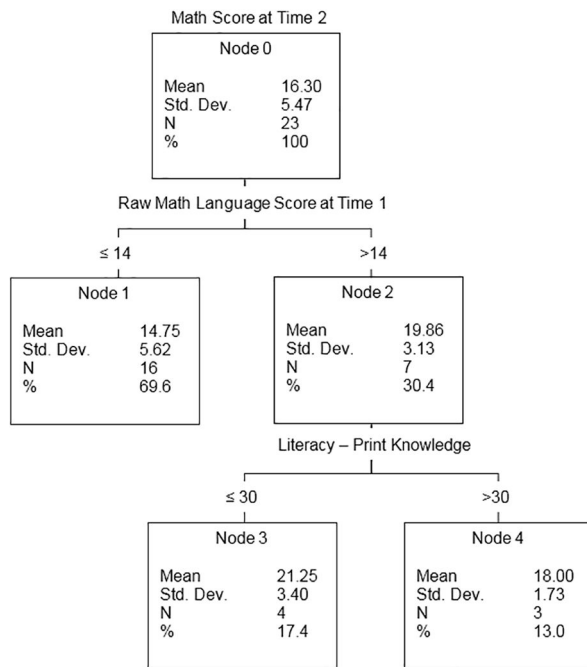 Math Score at Time 2
Node 0
Mean 16.30
Std. Dev. 5.47
N 23
% 100
Raw Math Language Score at Time 1
≤ 14 >14
Node 1
Mean 14.75
Std. Dev. 5.62
N 16
% 69.6
Node 2
Mean 19.86
Std. Dev. 3.13
N 7
% 30.4
Literacy – Print Knowledge
≤ 30 >30
Node 3
Mean 21.25
Std. Dev. 3.40
N 4
% 17.4
Node 4
Mean 18.00
Std. Dev. 1.73
N 3
% 13.0